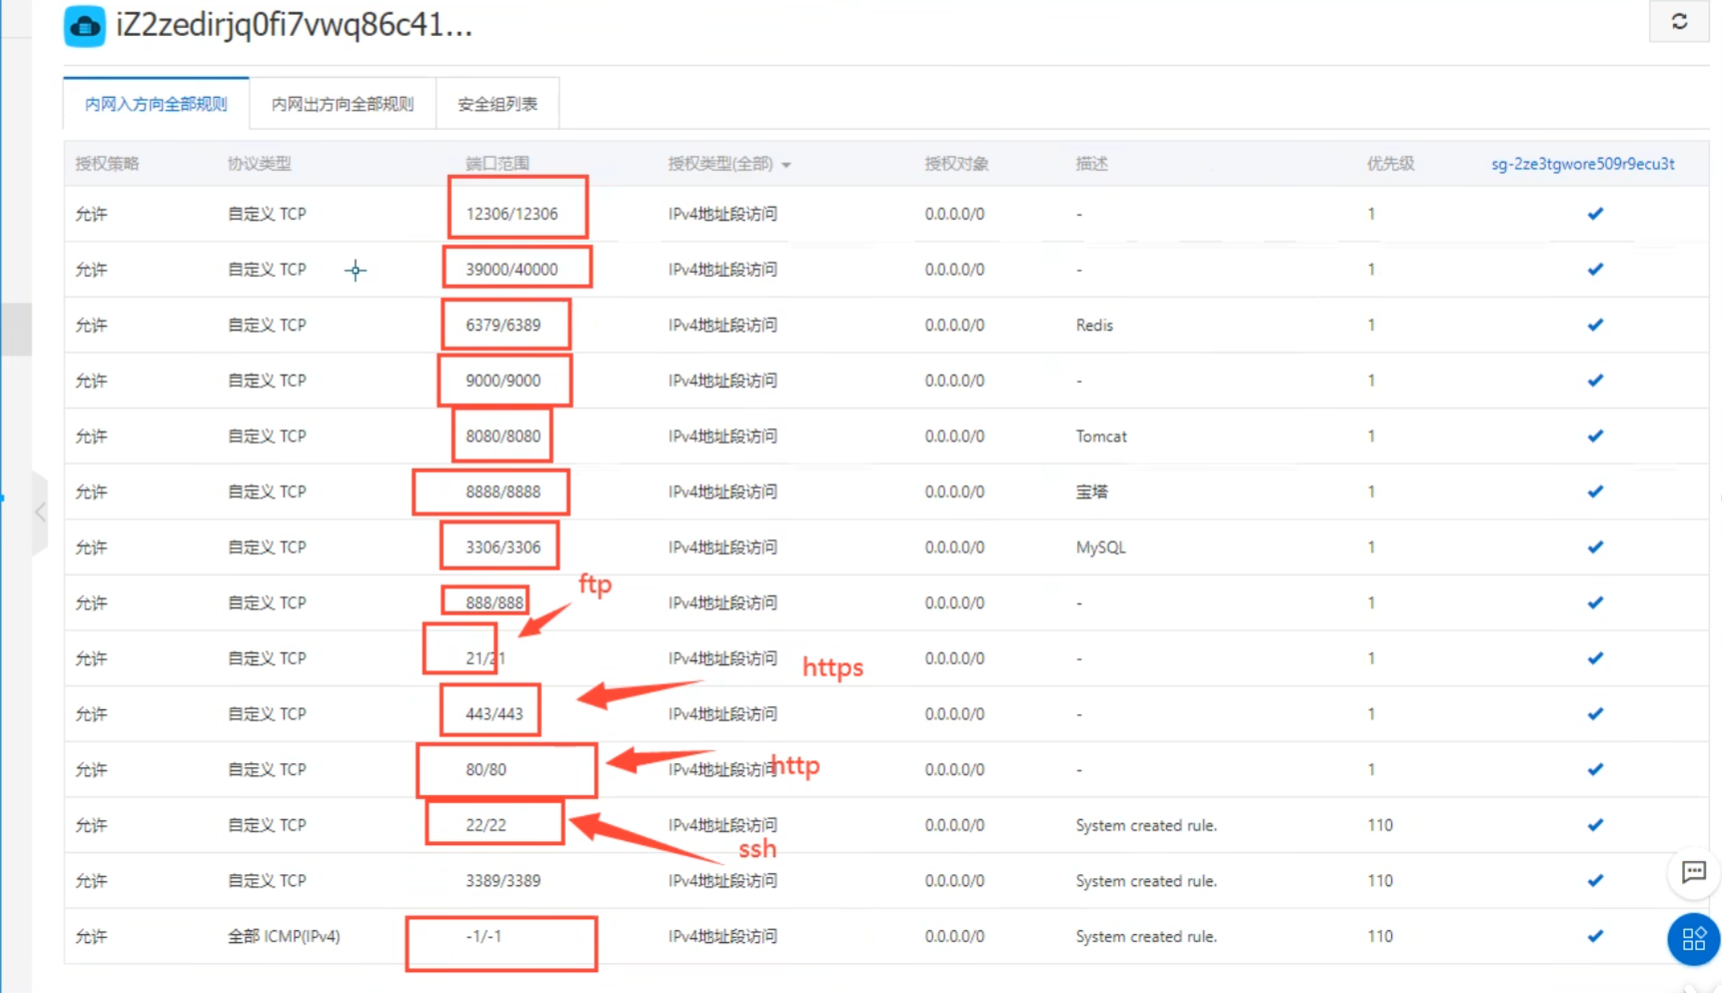 iZ2zedirjq0fi7vwq86c41...
内网入方向全部规则 内网出方向全部规则 安全组列表
授权策略 协议类型 端口范围 授权类型(全部) 授权对象 描述 优先级 sg-2ze3tgwore509r9ecu3t
允许 自定义 TCP 12306/12306 IPv4地址段访问 0.0.0.0/0 - 1
允许 自定义 TCP 39000/40000 IPv4地址段访问 0.0.0.0/0 - 1
允许 自定义 TCP 6379/6389 IPv4地址段访问 0.0.0.0/0 Redis 1
允许 自定义 TCP 9000/9000 IPv4地址段访问 0.0.0.0/0 - 1
允许 自定义 TCP 8080/8080 IPv4地址段访问 0.0.0.0/0 Tomcat 1
允许 自定义 TCP 8888/8888 IPv4地址段访问 0.0.0.0/0 宝塔 1
允许 自定义 TCP 3306/3306 IPv4地址段访问 0.0.0.0/0 MySQL 1
ftp
允许 自定义 TCP 888/888 IPv4地址段访问 0.0.0.0/0 - 1
允许 自定义 TCP 21/21 IPv4地址段访问 0.0.0.0/0 - 1
https
允许 自定义 TCP 443/443 IPv4地址段访问 0.0.0.0/0 - 1
允许 自定义 TCP 80/80 IPv4地址段访问 0.0.0.0/0 - 1
http
允许 自定义 TCP 22/22 IPv4地址段访问 0.0.0.0/0 System created rule. 110
ssh
允许 自定义 TCP 3389/3389 IPv4地址段访问 0.0.0.0/0 System created rule. 110
允许 全部 ICMP(IPv4) -1/-1 IPv4地址段访问 0.0.0.0/0 System created rule. 110